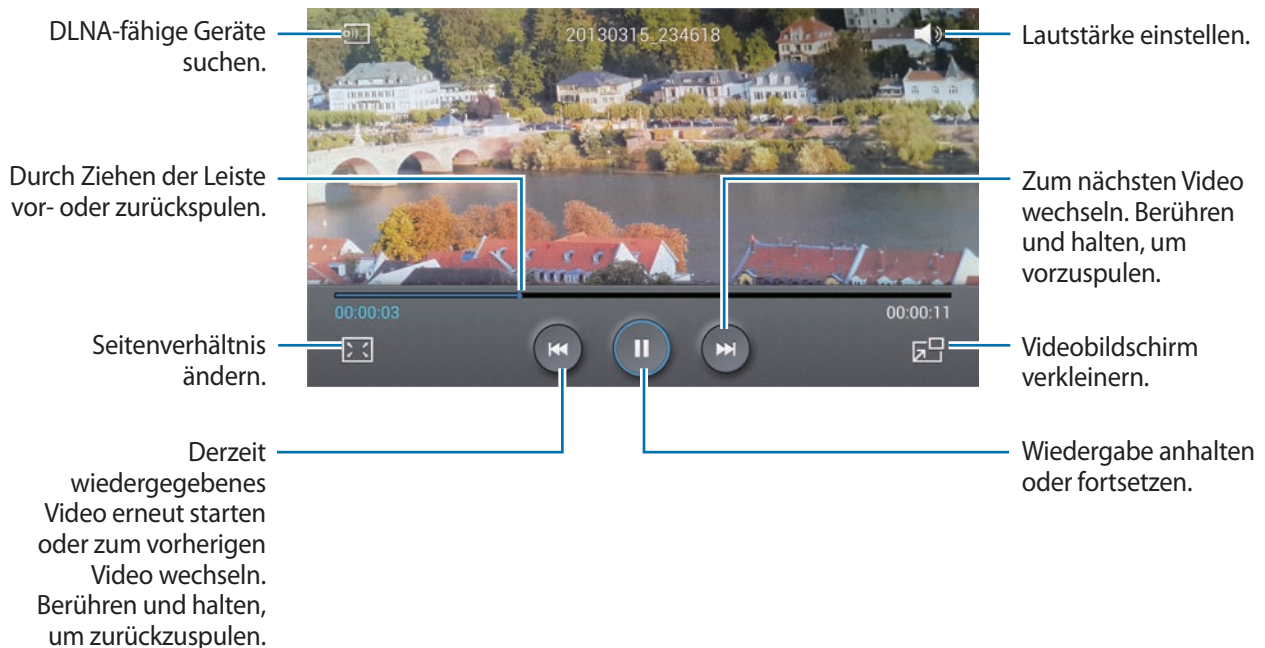 DLNA-fähige Geräte
suchen.
20130315_234618
Lautstärke einstellen.
Durch Ziehen der Leiste
vor- oder zurückspulen.
Zum nächsten Video
wechseln. Berühren
und halten, um
vorzuspulen.
00:00:03
00:00:11
Seitenverhältnis
ändern.
Videobildschirm
verkleinern.
Derzeit
wiedergegebenes
Video erneut starten
oder zum vorherigen
Video wechseln.
Berühren und halten,
um zurückzuspulen.
Wiedergabe anhalten
oder fortsetzen.